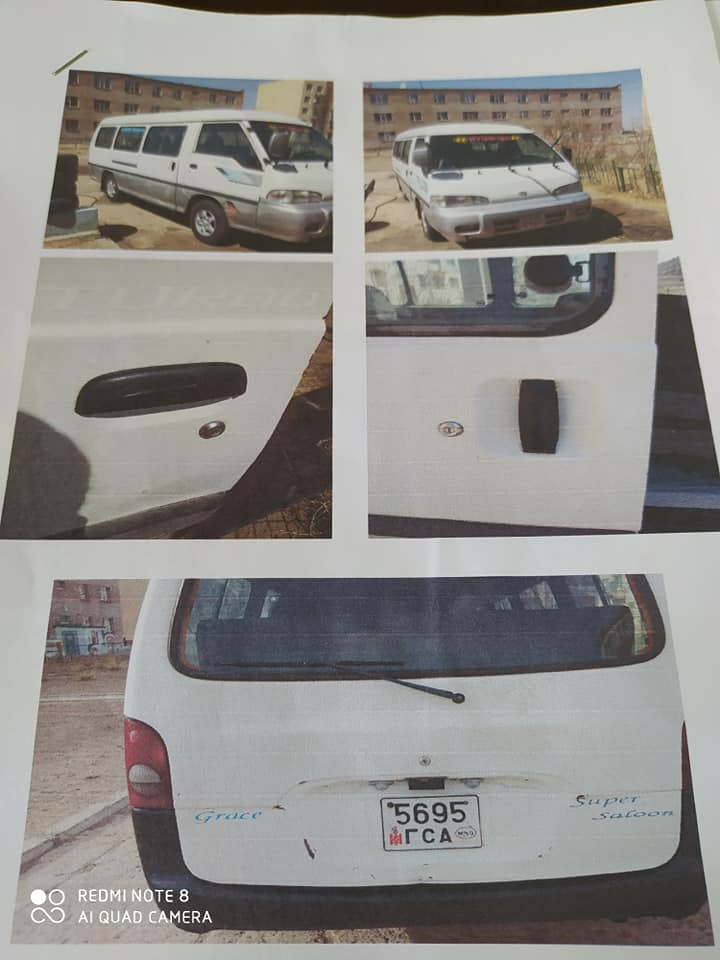 5695
ГСА MNG
Grace
Super
Saloon
REDMI NOTE 8
AI QUAD CAMERA